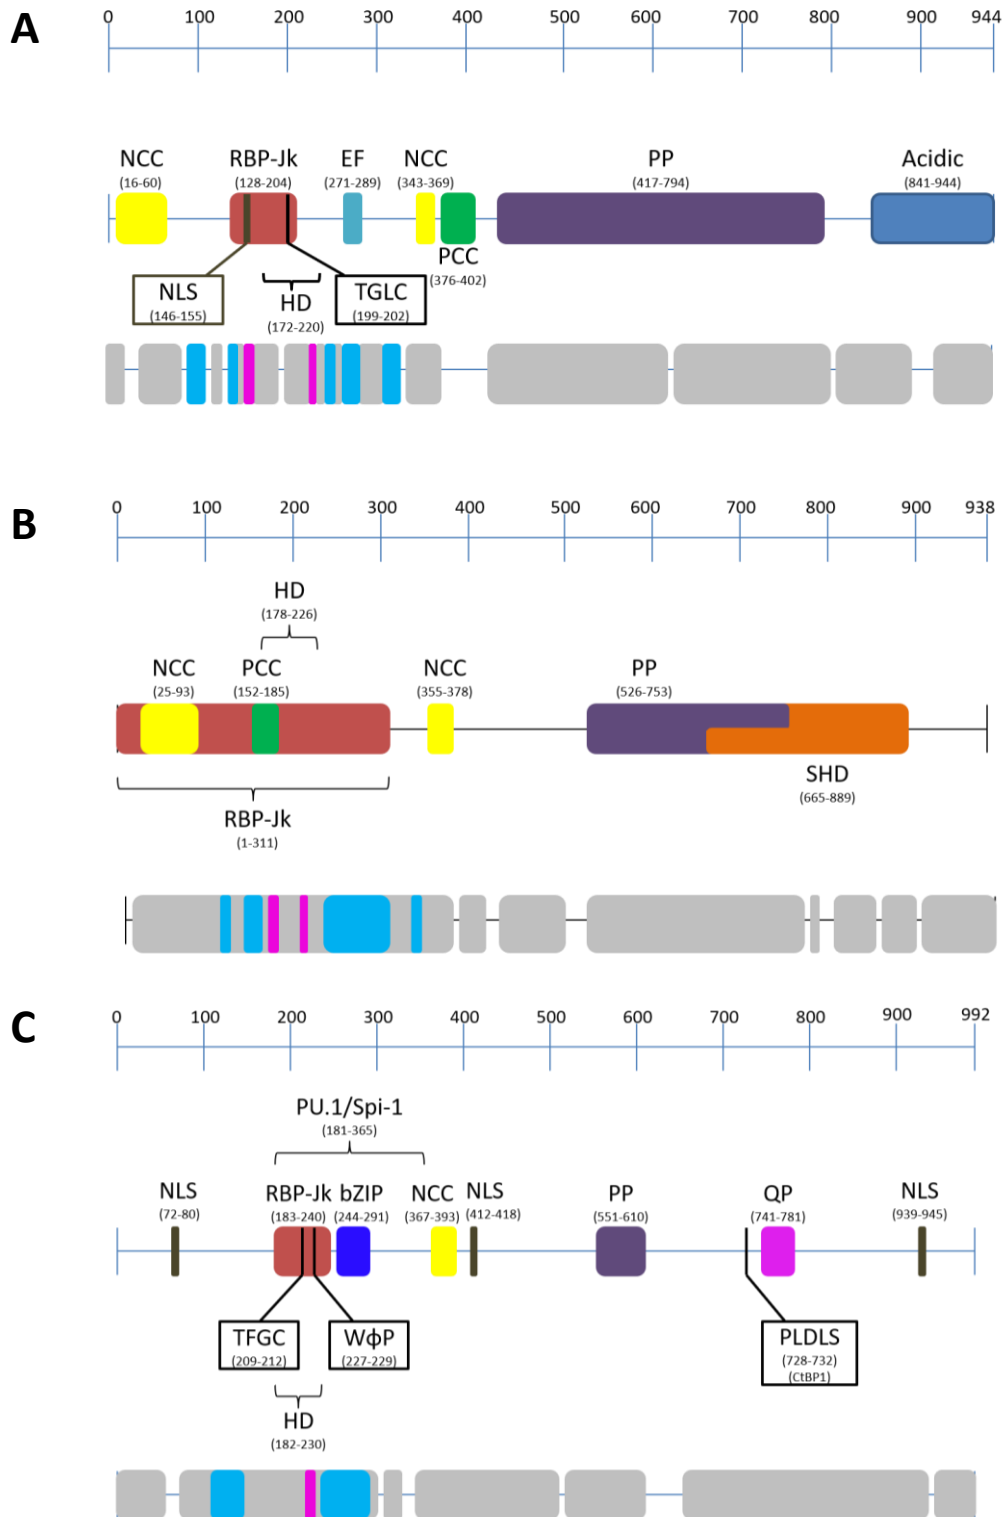 A
0 100 200 300 400 500 600 700 800 900 944
NCC RBP-Jk EF NCC PP Acidic
(16-60) (128-204) (271-289) (343-369) (417-794) (841-944)
PCC
(376-402)
NLS
(146-155)
HD
(172-220)
TGLC
(199-202)
B
0 100 200 300 400 500 600 700 800 900 938
HD
(178-226)
NCC PCC NCC PP
(25-93) (152-185) (355-378) (526-753)
SHD
(665-889)
RBP-Jk
(1-311)
C
0 100 200 300 400 500 600 700 800 900 992
PU.1/Spi-1
(181-365)
NLS RBP-Jk bZIP NCC NLS PP QP NLS
(72-80) (183-240) (244-291) (367-393) (412-418) (551-610) (741-781) (939-945)
TFGC WϕP PLDLS
(209-212) (227-229) (728-732)
(CtBP1)
HD
(182-230)